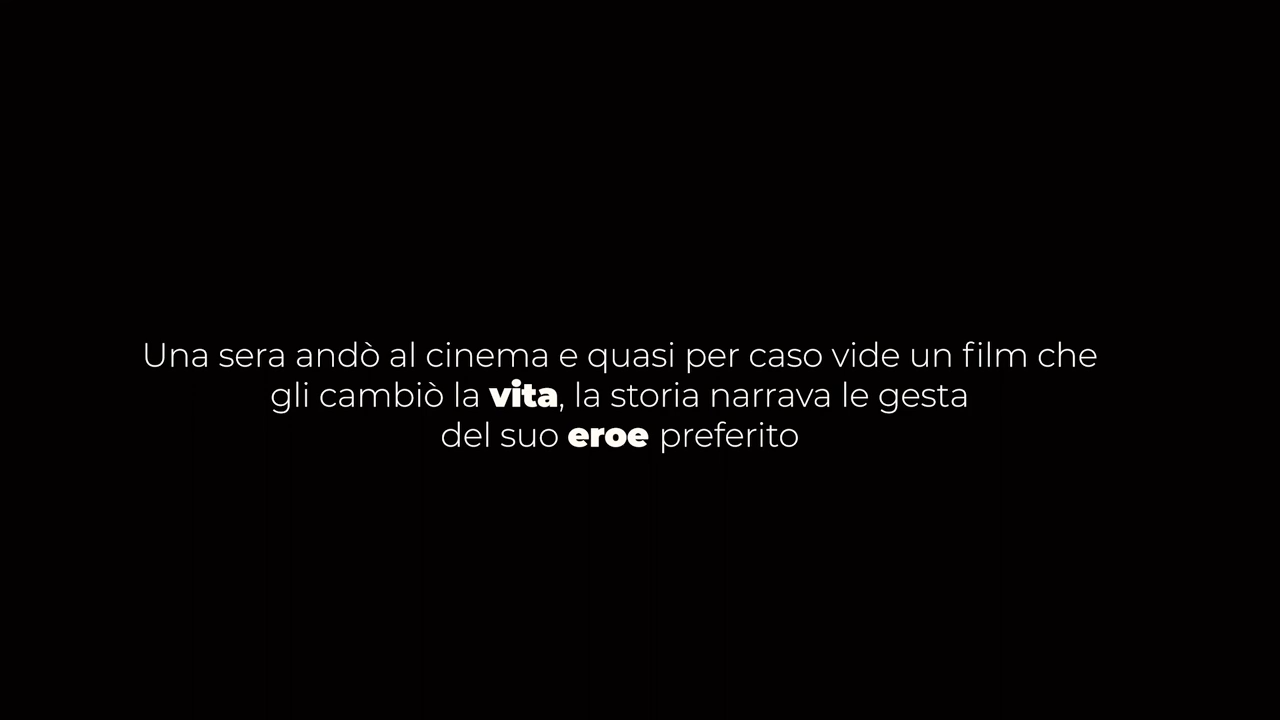 Una sera andò al cinema e quasi per caso vide un film che
gli cambiò la vita, la storia narrava le gesta
del suo eroe preferito